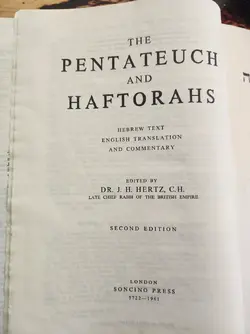 THE
PENTATEUCH
AND
HAFTORAHS
HEBREW TEXT
ENGLISH TRANSLATION
AND COMMENTARY
EDITED BY
DR. J. H. HERTZ, C.H.
LATE CHIEF RABBI OF THE BRITISH EMPIRE
SECOND EDITION
LONDON
SONCINO PRESS
5722–1961